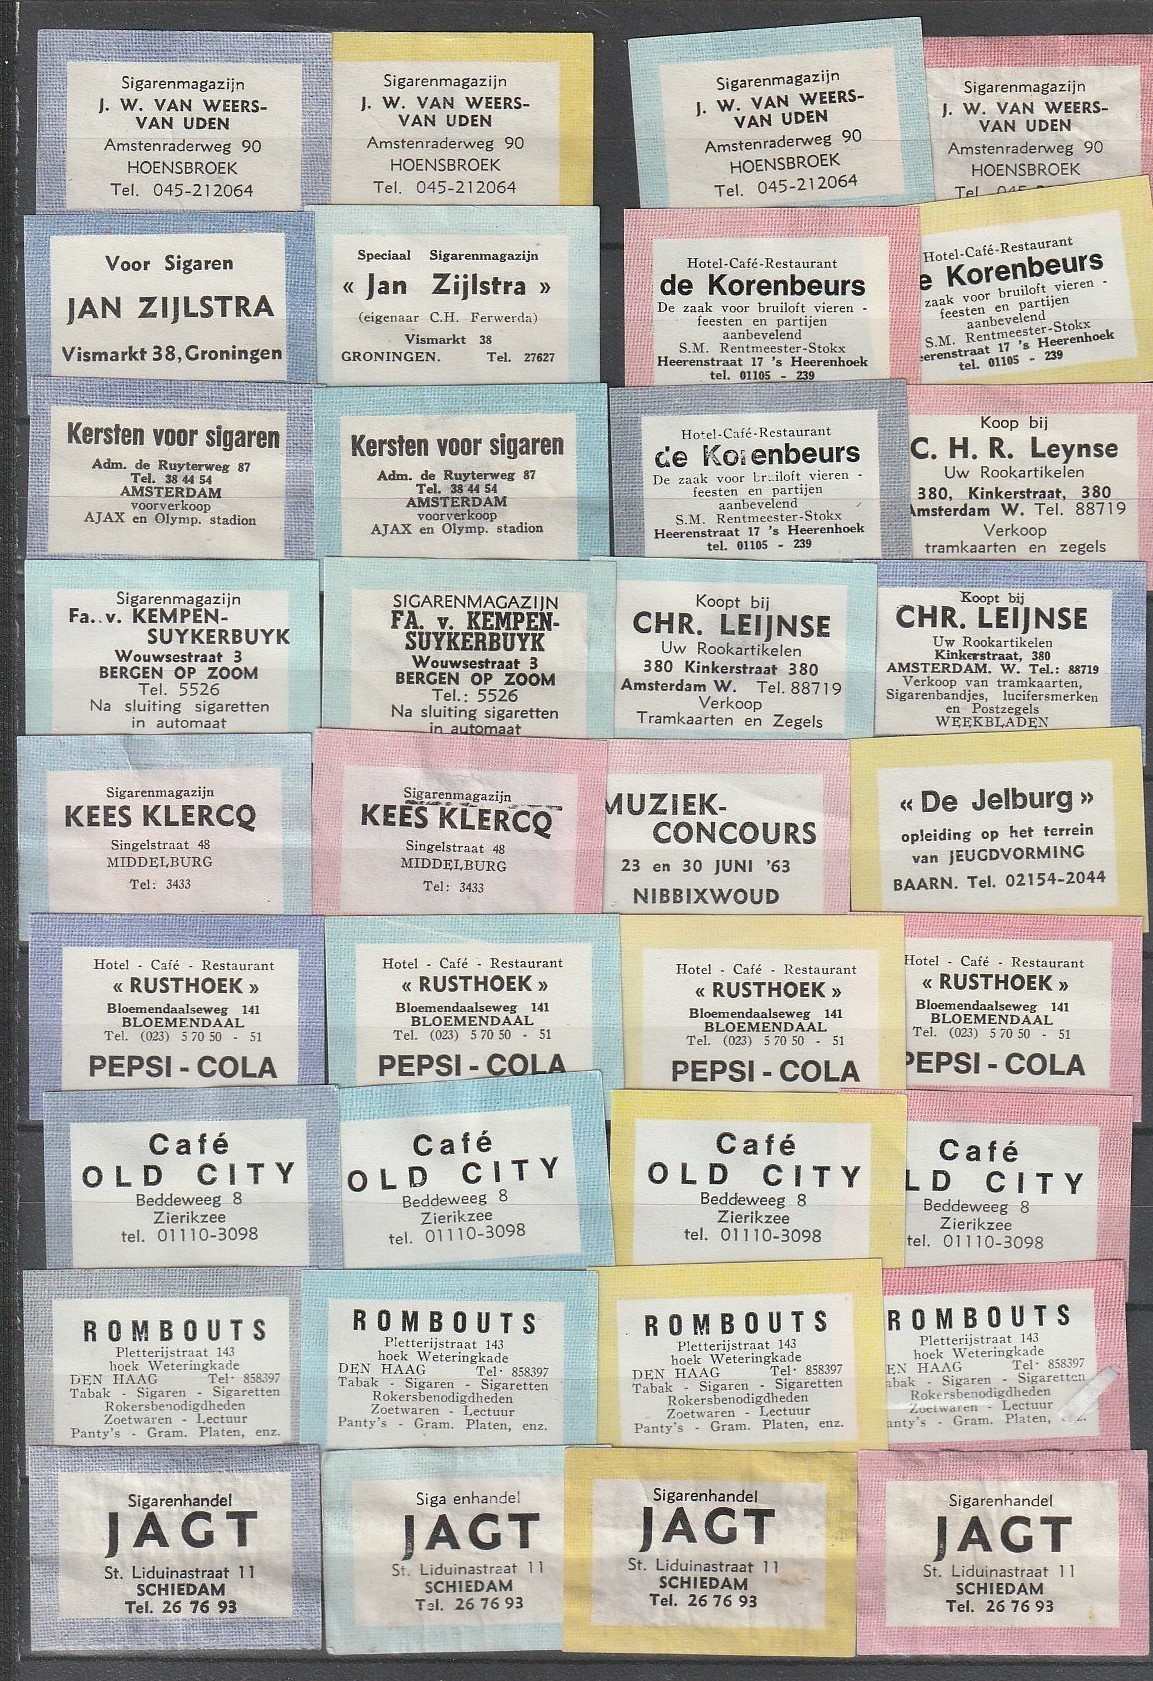 Sigarenmagazijn
J. W. VAN WEERS-
VAN UDEN
Amstenraderweg 90
HOENSBROEK
Tel. 045-212064
Sigarenmagazijn
J. W. VAN WEERS-
VAN UDEN
Amstenraderweg 90
HOENSBROEK
Tel. 045-212064
Sigarenmagazijn
J. W. VAN WEERS-
VAN UDEN
Amstenraderweg 90
HOENSBROEK
Tel. 045-212064
Sigarenmagazijn
J. W. VAN WEERS-
VAN UDEN
Amstenraderweg 90
HOENSBROEK
Tel.
Voor Sigaren
JAN ZIJLSTRA
Vismarkt 38, Groningen
Speciaal Sigarenmagazijn
« Jan Zijlstra »
(eigenaar C.H. Ferwerda)
Vismarkt 38
GRONINGEN. Tel. 27627
Hotel-Café-Restaurant
de Korenbeurs
De zaak voor bruiloft vieren -
feesten en partijen
aanbevelend
S.M. Rentmeester-Stokx
Heerenstraat 17 's Heerenhoek
tel. 01105 - 239
Hotel-Café-Restaurant
e Korenbeurs
zaak voor bruiloft vieren -
feesten en partijen
aanbevelend
S.M. Rentmeester-Stokx
eerenstraat 17 's Heerenhoek
tel. 01105 - 239
Kersten voor sigaren
Adm. de Ruyterweg 87
Tel. 38 44 54
AMSTERDAM
voorverkoop
AJAX en Olymp. stadion
Kersten voor sigaren
Adm. de Ruyterweg 87
Tel. 38 44 54
AMSTERDAM
voorverkoop
AJAX en Olymp. stadion
Hotel-Café-Restaurant
de Korenbeurs
De zaak voor bruiloft vieren -
feesten en partijen
aanbevelend
S.M. Rentmeester-Stokx
Heerenstraat 17 's Heerenhoek
tel. 01105 - 239
Koop bij
C. H. R. Leynse
Uw Rookartikelen
380, Kinkerstraat, 380
Amsterdam W. Tel. 88719
Verkoop
tramkaarten en zegels
Sigarenmagazijn
Fa. v. KEMPEN-
SUYKERBUYK
Wouwsestraat 3
BERGEN OP ZOOM
Tel. 5526
Na sluiting sigaretten
in automaat
SIGARENMAGAZIJN
FA. v. KEMPEN-
SUYKERBUYK
Wouwsestraat 3
BERGEN OP ZOOM
Tel.: 5526
Na sluiting sigaretten
in automaat
Koopt bij
CHR. LEIJNSE
Uw Rookartikelen
380 Kinkerstraat 380
Amsterdam W. Tel. 88719
Verkoop
Tramkaarten en Zegels
Koopt bij
CHR. LEIJNSE
Uw Rookartikelen
Kinkerstraat, 380
AMSTERDAM. W. Tel.: 88719
Verkoop van tramkaarten,
Sigarenbandjes, lucifersmerken
en Postzegels
WEEKBLADEN
Sigarenmagazijn
KEES KLERCQ
Singelstraat 48
MIDDELBURG
Tel: 3433
Sigarenmagazijn
KEES KLERCQ
Singelstraat 48
MIDDELBURG
Tel: 3433
MUZIEK-
CONCOURS
23 en 30 JUNI '63
NIBBIXWOUD
« De Jelburg »
opleiding op het terrein
van JEUGDVORMING
BAARN. Tel. 02154-2044
Hotel - Café - Restaurant
« RUSTHOEK »
Bloemendaalseweg 141
BLOEMENDAAL
Tel. (023) 5 70 50 - 51
PEPSI - COLA
Hotel - Café - Restaurant
« RUSTHOEK »
Bloemendaalseweg 141
BLOEMENDAAL
Tel. (023) 5 70 50 - 51
PEPSI - COLA
Hotel - Café - Restaurant
« RUSTHOEK »
Bloemendaalseweg 141
BLOEMENDAAL
Tel. (023) 5 70 50 - 51
PEPSI - COLA
Hotel - Café - Restaurant
« RUSTHOEK »
Bloemendaalseweg 141
BLOEMENDAAL
Tel. (023) 5 70 50 - 51
PEPSI - COLA
Café
OLD CITY
Beddeweeg 8
Zierikzee
tel. 01110-3098
Café
OLD CITY
Beddeweeg 8
Zierikzee
tel. 01110-3098
Café
OLD CITY
Beddeweeg 8
Zierikzee
tel. 01110-3098
Café
LD CITY
Beddeweeg 8
Zierikzee
tel. 01110-3098
ROMBOUTS
Pletterijstraat 143
hoek Weteringkade
DEN HAAG Tel· 858397
Tabak - Sigaren - Sigaretten
Rokersbenodigdheden
Zoetwaren - Lectuur
Panty's - Gram. Platen, enz.
ROMBOUTS
Pletterijstraat 143
hoek Weteringkade
DEN HAAG Tel· 858397
Tabak - Sigaren - Sigaretten
Rokersbenodigdheden
Zoetwaren - Lectuur
Panty's - Gram. Platen, enz.
ROMBOUTS
Pletterijstraat 143
hoek Weteringkade
DEN HAAG Tel· 858397
Tabak - Sigaren - Sigaretten
Rokersbenodigdheden
Zoetwaren - Lectuur
Panty's - Gram. Platen, enz.
ROMBOUTS
Pletterijstraat 143
hoek Weteringkade
EN HAAG Tel· 858397
abak - Sigaren - Sigaretten
Rokersbenodigdheden
Zoetwaren - Lectuur
anty's - Gram. Platen,
Sigarenhandel
JAGT
St. Liduinastraat 11
SCHIEDAM
Tel. 26 76 93
Siga enhandel
JAGT
St. Liduinastraat 11
SCHIEDAM
Tel. 26 76 93
Sigarenhandel
JAGT
St. Liduinastraat 11
SCHIEDAM
Tel. 26 76 93
Sigarenhandel
JAGT
St. Liduinastraat 11
SCHIEDAM
Tel. 26 76 93